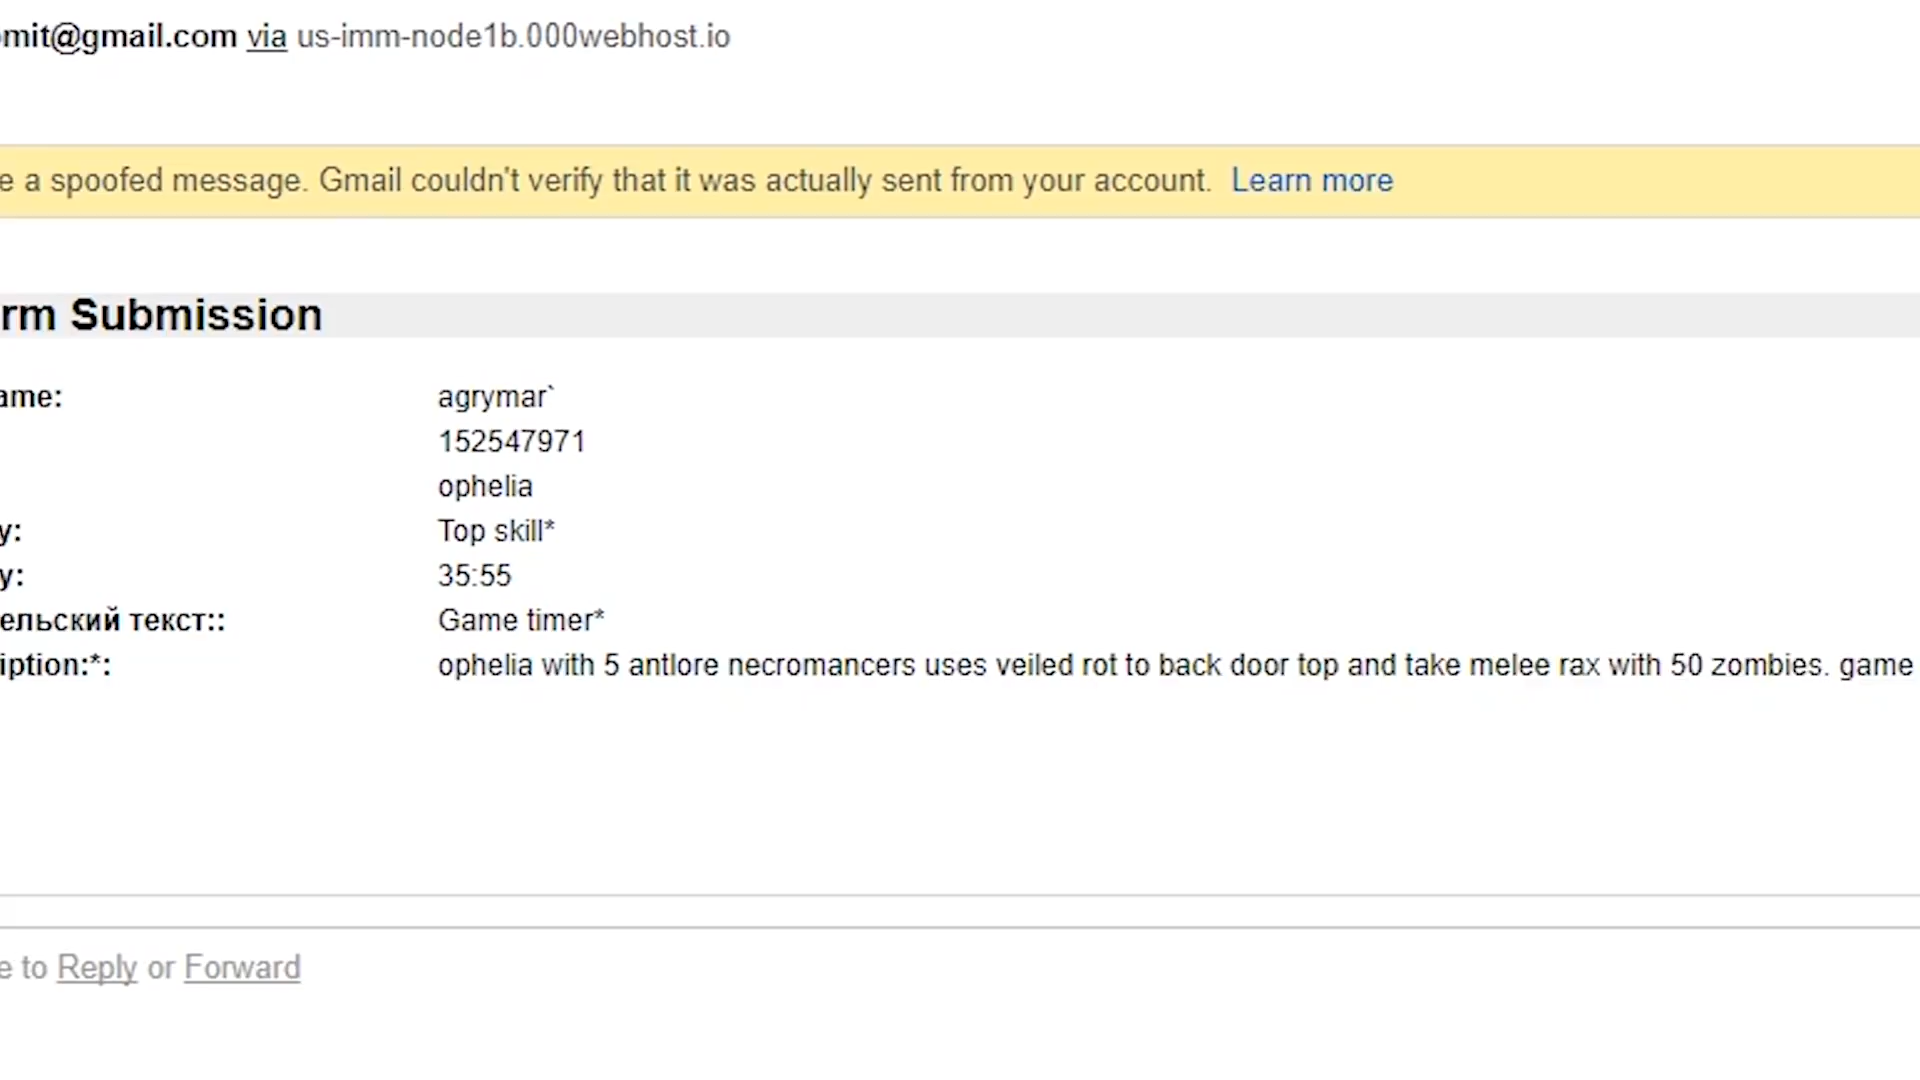 mit@gmail.com via us-imm-node1b.000webhost.io
e a spoofed message. Gmail couldn't verify that it was actually sent from your account. Learn more
rm Submission
ame: agrymar`
152547971
ophelia
y: Top skill*
y: 35:55
ельский текст:: Game timer*
iption:*: ophelia with 5 antlore necromancers uses veiled rot to back door top and take melee rax with 50 zombies. game
e to Reply or Forward